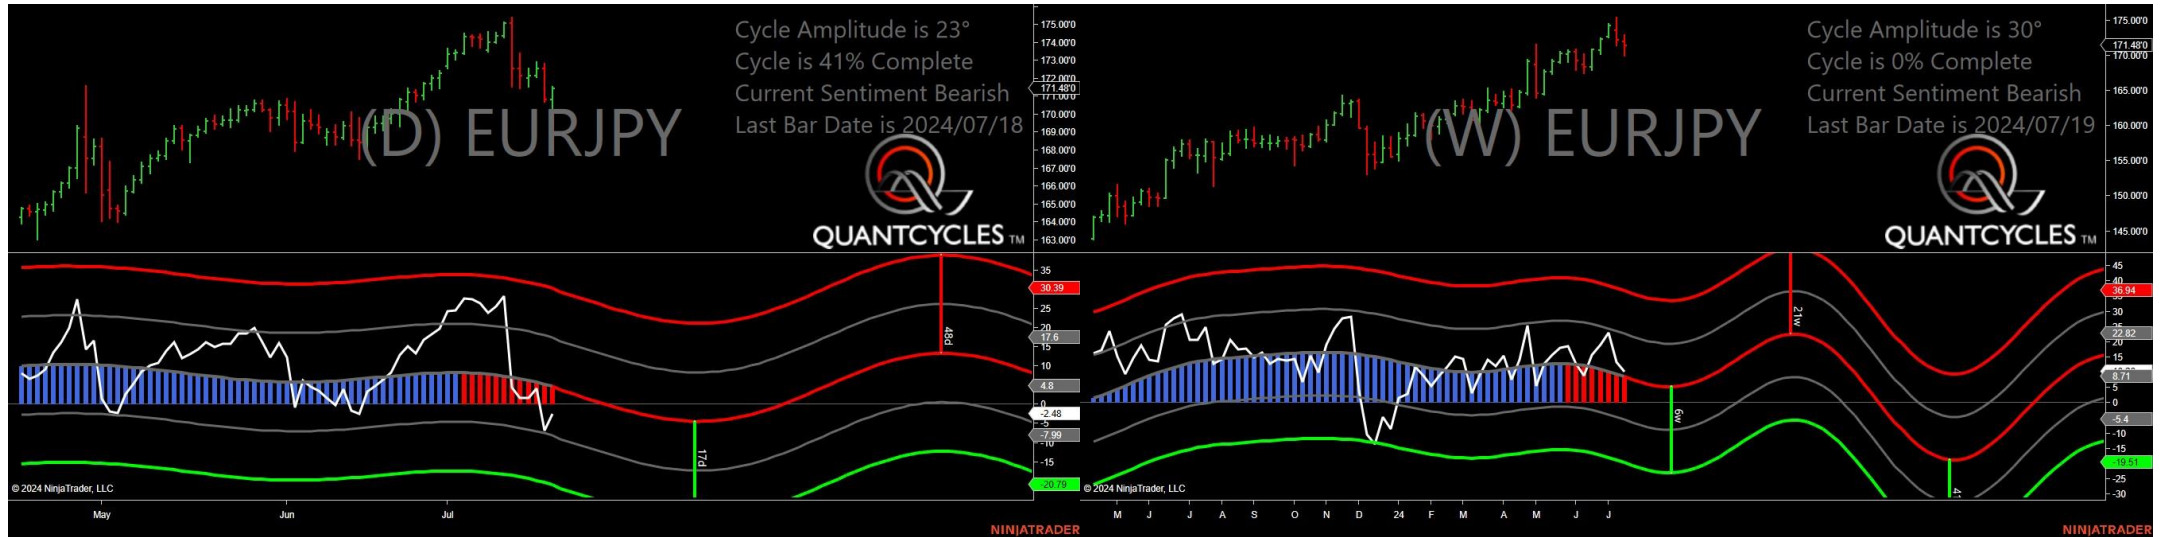 Cycle Amplitude is 23°
Cycle is 41% Complete
Current Sentiment Bearish
Last Bar Date is 2024/07/18
(D) EURJPY
QUANTCYCLES TM
175.00'0
174.00'0
173.00'0
172.00'0
171.48'0
171.00'0
170.00'0
169.00'0
168.00'0
167.00'0
166.00'0
165.00'0
164.00'0
163.00'0
35
30.39
25
20
17.6
15
10
4.8
0
-2.48
-5
-7.99
-10
-15
-20.79
48d
17d
© 2024 NinjaTrader, LLC
May Jun Jul
NINJATRADER
Cycle Amplitude is 30°
Cycle is 0% Complete
Current Sentiment Bearish
Last Bar Date is 2024/07/19
(W) EURJPY
QUANTCYCLES TM
175.00'0
171.48'0
170.00'0
165.00'0
160.00'0
155.00'0
150.00'0
145.00'0
45
40
36.94
30
22.82
20
15
8.71
5
0
-5.4
-10
-15
-19.51
-25
-30
21w
6w
© 2024 NinjaTrader, LLC
M J J A S O N D 24 F M A M J J
NINJATRADER